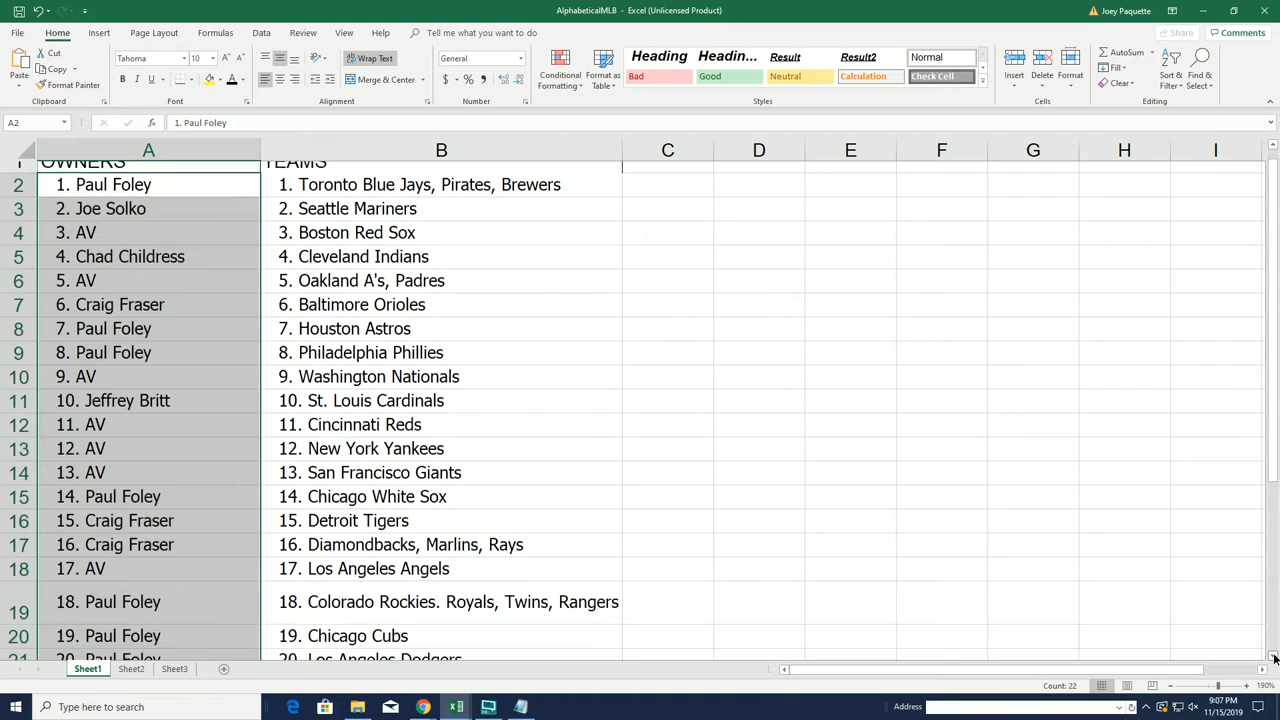 AlphabeticalMLB - Excel (Unlicensed Product)
Joey Paquette
File Home Insert Page Layout Formulas Data Review View Help Tell me what you want to do
Share Comments
Cut
Copy
Format Painter
Paste
Clipboard
Tahoma 10
B I U
Font
Wrap Text
Merge & Center
Alignment
General
$ % ,
Number
Conditional Formatting
Format as Table
Heading Headin... Result Result2 Normal
Bad Good Neutral Calculation Check Cell
Styles
Insert Delete Format
Cells
AutoSum
Fill
Clear
Sort & Filter
Find & Select
Editing
A2 fx 1. Paul Foley
A B C D E F G H I
1 OWNERS TEAMS
2 1. Paul Foley 1. Toronto Blue Jays, Pirates, Brewers
3 2. Joe Solko 2. Seattle Mariners
4 3. AV 3. Boston Red Sox
5 4. Chad Childress 4. Cleveland Indians
6 5. AV 5. Oakland A's, Padres
7 6. Craig Fraser 6. Baltimore Orioles
8 7. Paul Foley 7. Houston Astros
9 8. Paul Foley 8. Philadelphia Phillies
10 9. AV 9. Washington Nationals
11 10. Jeffrey Britt 10. St. Louis Cardinals
12 11. AV 11. Cincinnati Reds
13 12. AV 12. New York Yankees
14 13. AV 13. San Francisco Giants
15 14. Paul Foley 14. Chicago White Sox
16 15. Craig Fraser 15. Detroit Tigers
17 16. Craig Fraser 16. Diamondbacks, Marlins, Rays
18 17. AV 17. Los Angeles Angels
19 18. Paul Foley 18. Colorado Rockies. Royals, Twins, Rangers
20 19. Paul Foley 19. Chicago Cubs
21 20. Paul Foley 20. Los Angeles Dodgers
Sheet1 Sheet2 Sheet3
Count: 22 190%
Type here to search
Address
9:07 PM
11/15/2019